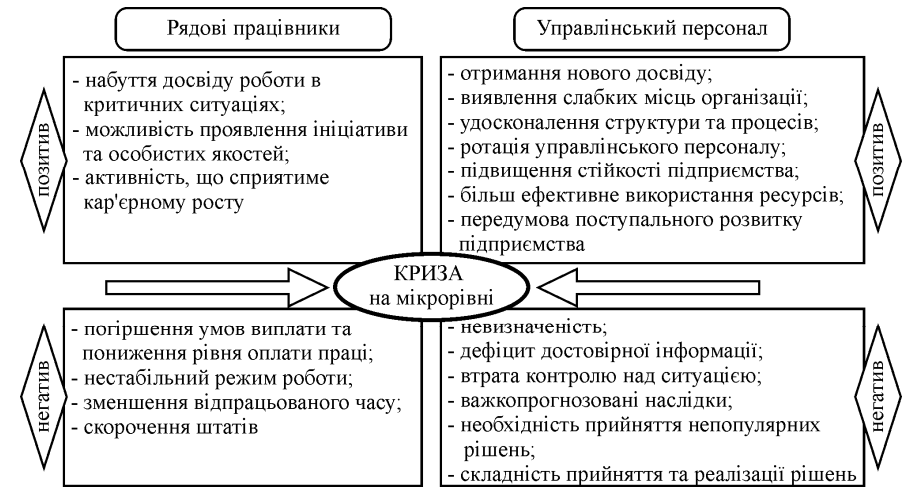 Рядові працівники
Управлінський персонал
позитив
- набуття досвіду роботи в
критичних ситуаціях;
- можливість проявлення ініціативи
та особистих якостей;
- активність, що сприятиме
кар'єрному росту
- отримання нового досвіду;
- виявлення слабких місць організації;
- удосконалення структури та процесів;
- ротація управлінського персоналу;
- підвищення стійкості підприємства;
- більш ефективне використання ресурсів;
- передумова поступального розвитку
підприємства
позитив
КРИЗА
на мікрорівні
негатив
- погіршення умов виплати та
пониження рівня оплати праці;
- нестабільний режим роботи;
- зменшення відпрацьованого часу;
- скорочення штатів
- невизначеність;
- дефіцит достовірної інформації;
- втрата контролю над ситуацією;
- важкопрогнозовані наслідки;
- необхідність прийняття непопулярних
рішень;
- складність прийняття та реалізації рішень
негатив